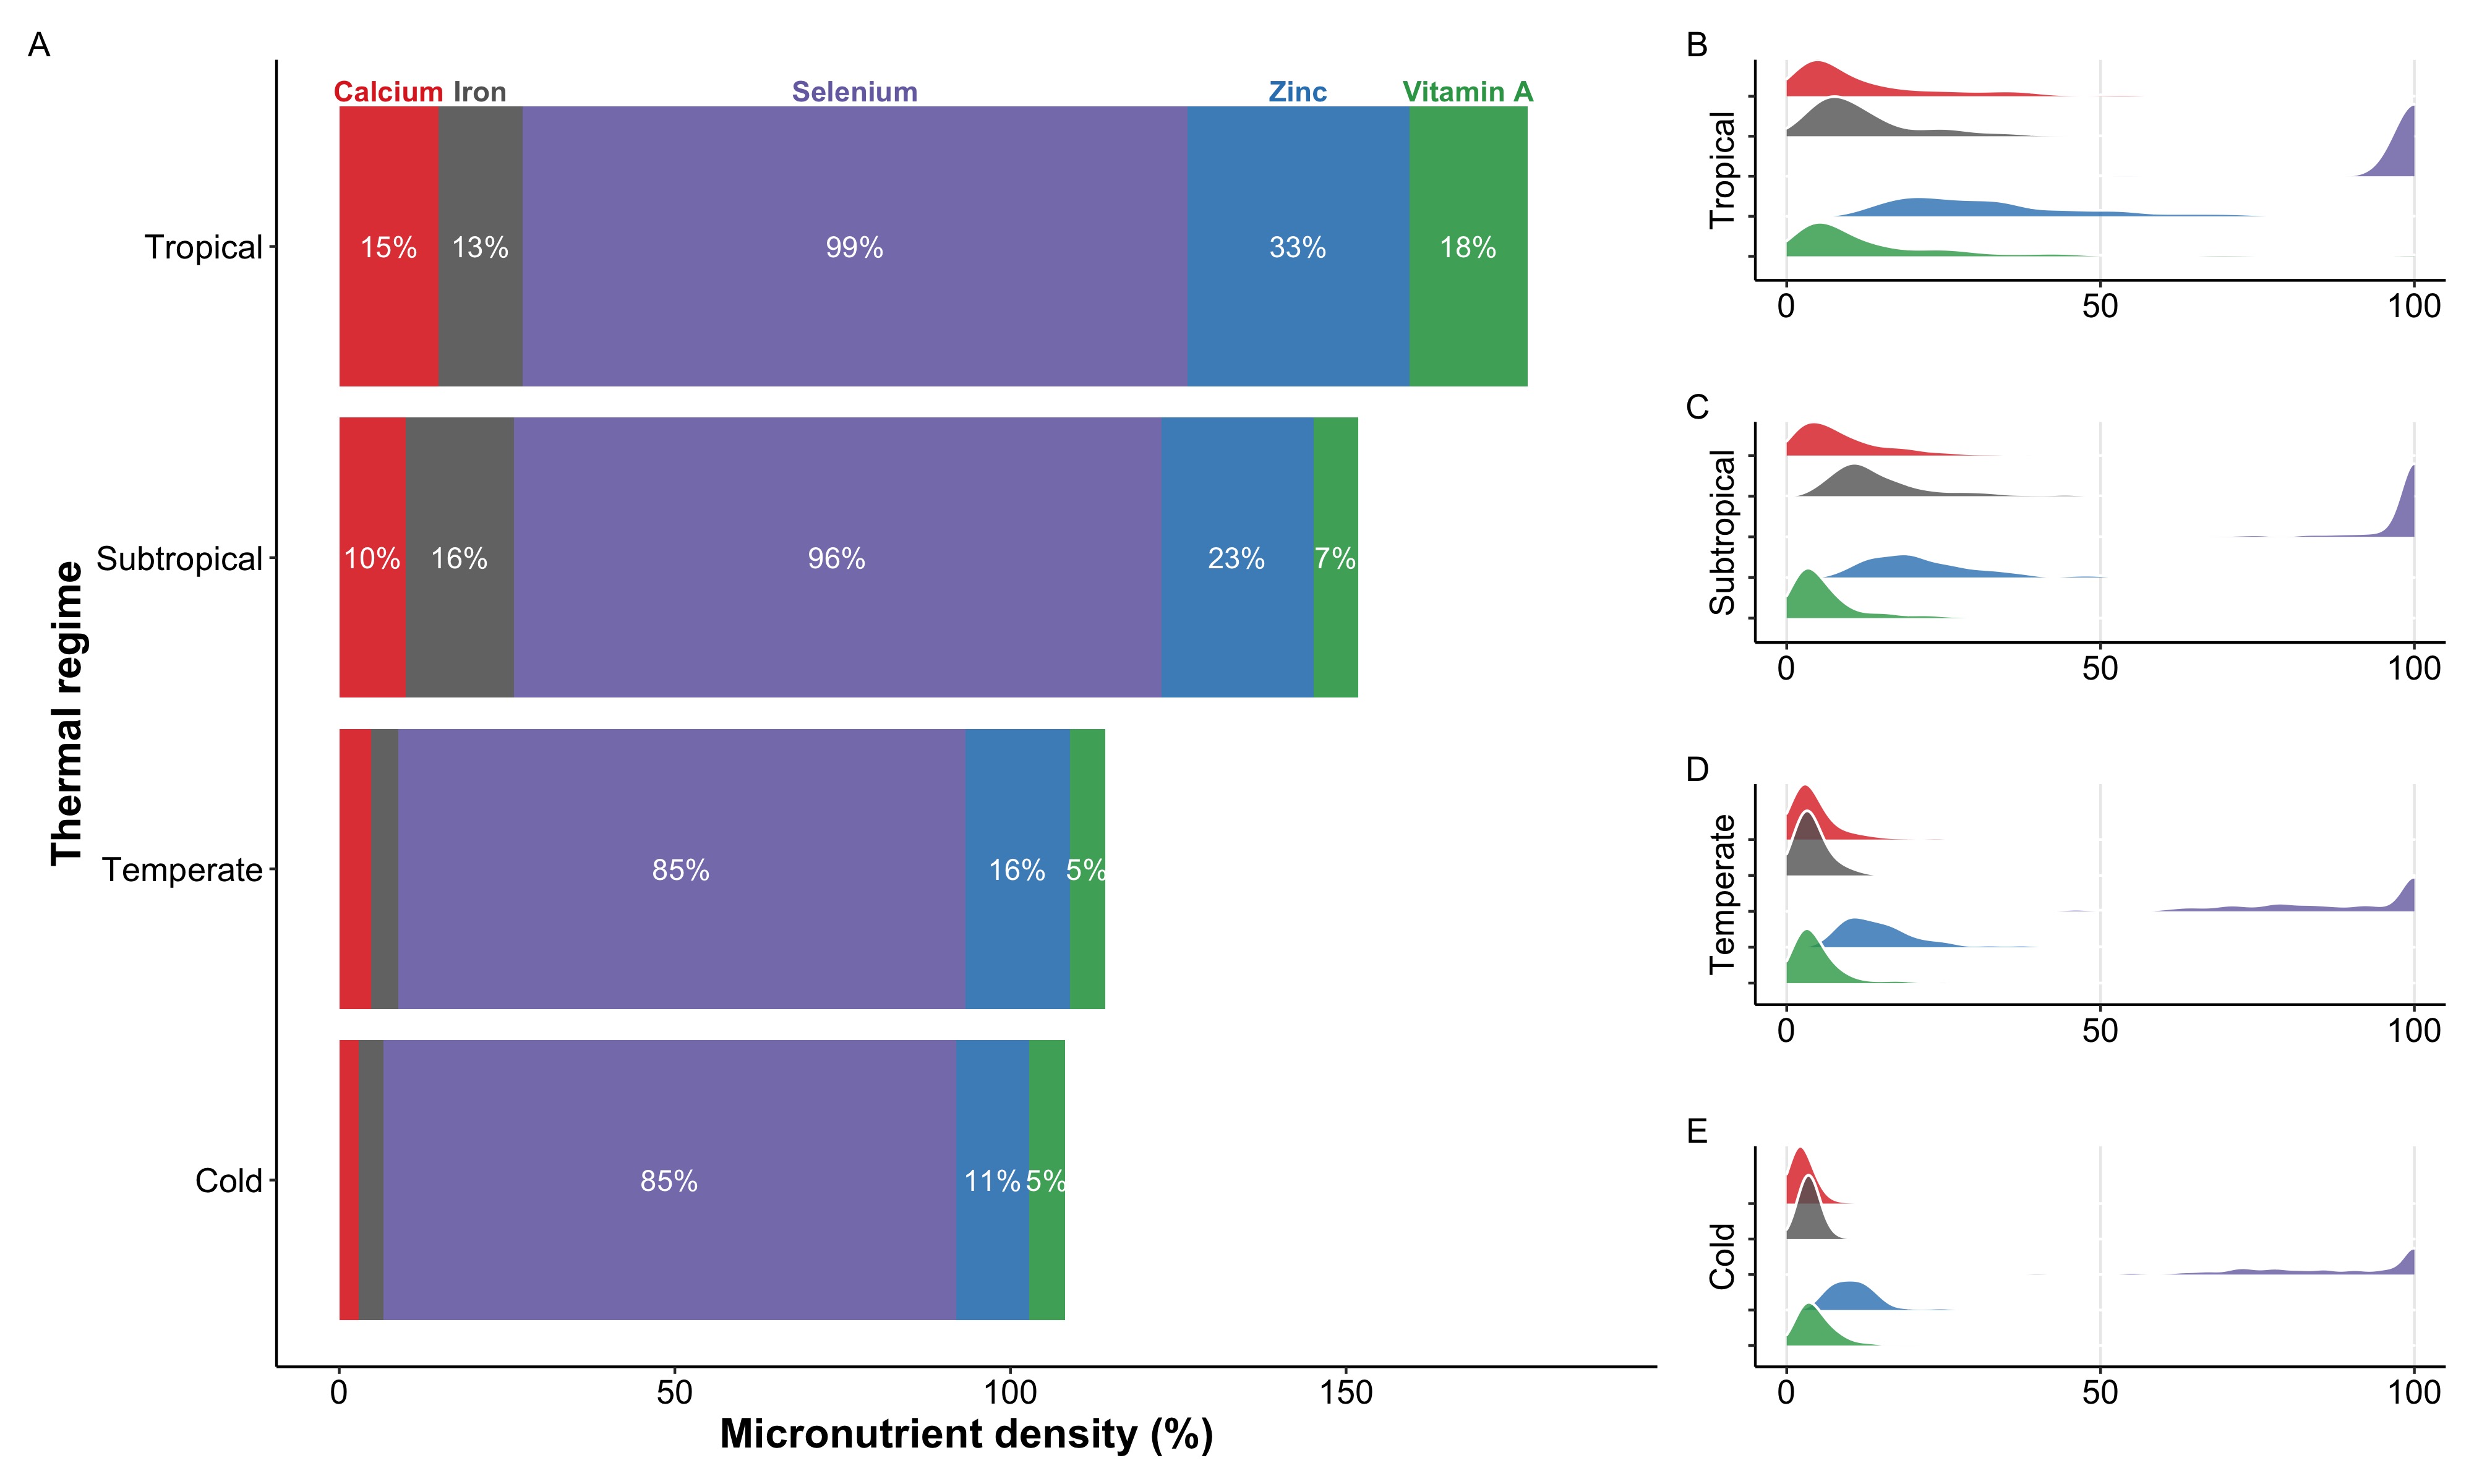 A
Calcium Iron Selenium Zinc Vitamin A
Tropical
15% 13% 99% 33% 18%
Subtropical
10% 16% 96% 23% 7%
Temperate
85% 16% 5%
Cold
85% 11% 5%
Thermal regime
0 50 100 150
Micronutrient density (%)
B
Tropical
0 50 100
C
Subtropical
0 50 100
D
Temperate
0 50 100
E
Cold
0 50 100